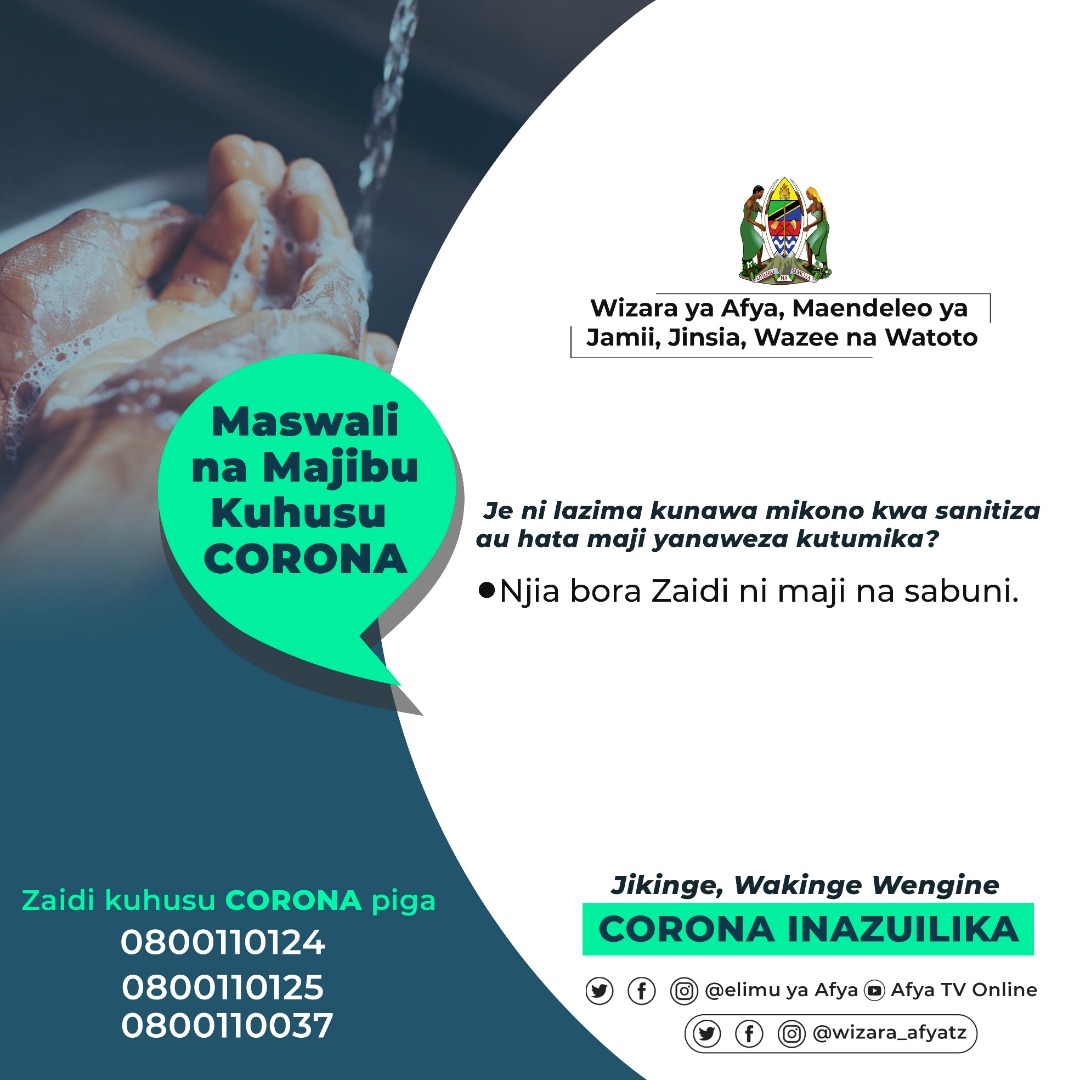 Wizara ya Afya, Maendeleo ya
Jamii, Jinsia, Wazee na Watoto
Maswali
na Majibu
Kuhusu
CORONA
Je ni lazima kunawa mikono kwa sanitiza
au hata maji yanaweza kutumika?
●Njia bora Zaidi ni maji na sabuni.
Zaidi kuhusu CORONA piga
0800110124
0800110125
0800110037
Jikinge, Wakinge Wengine
CORONA INAZUILIKA
@elimu ya Afya Afya TV Online
@wizara_afyatz